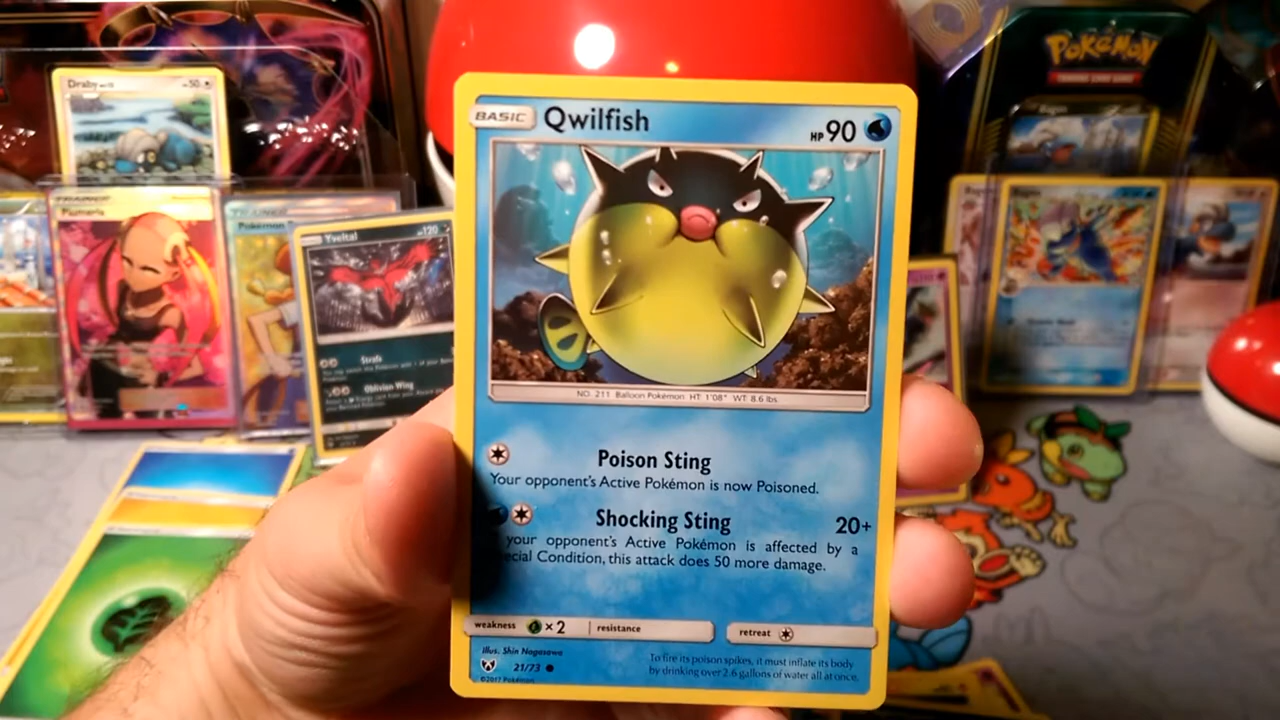 BASIC Qwilfish HP 90
NO. 211 Balloon Pokémon HT: 1'08" WT: 8.6 lbs.
Poison Sting
Your opponent's Active Pokémon is now Poisoned.
Shocking Sting 20+
your opponent's Active Pokémon is affected by a
Condition, this attack does 50 more damage.
weakness ×2 resistance retreat
Illus. Shin Nagasawa
21/73
©2017 Pokémon
To fire its poison spikes, it must inflate its body
by drinking over 2.6 gallons of water all at once.
TRAINER
Plumeria
Pokémon
Yveltal 120
Oblivion Wing
POKÉMON